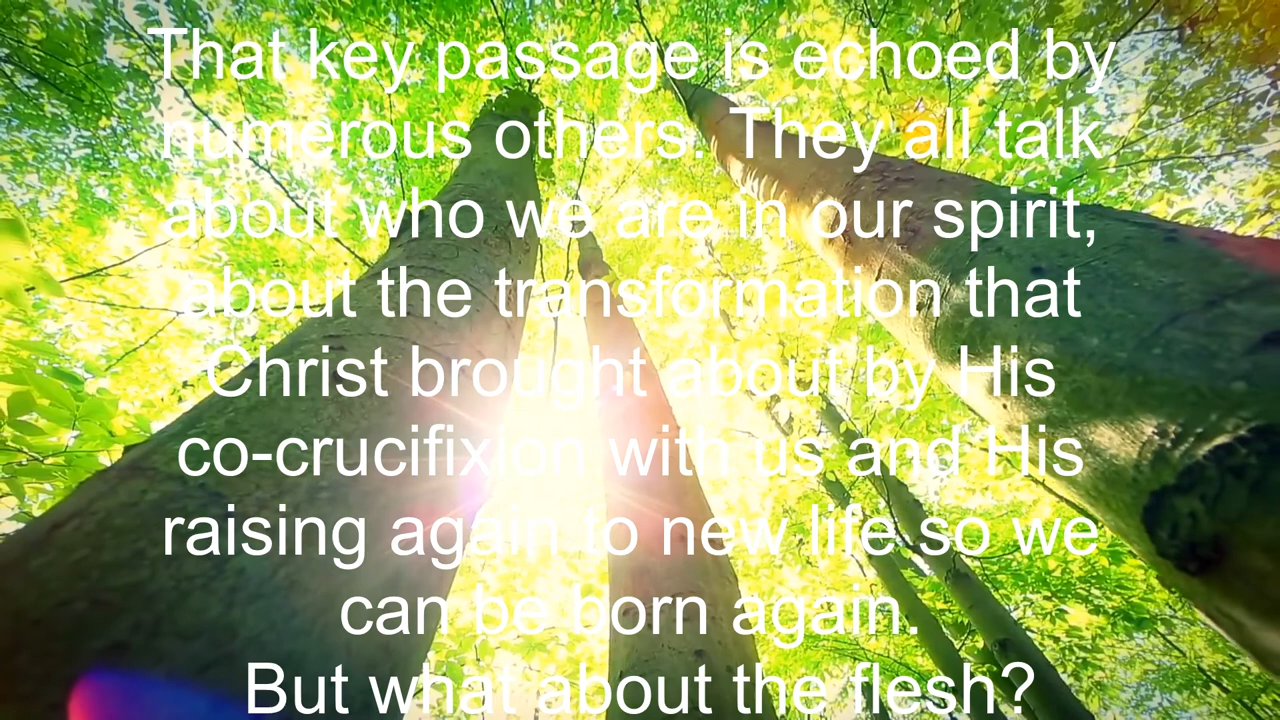 That key passage is echoed by
numerous others. They all talk
about who we are in our spirit,
about the transformation that
Christ brought about by His
co-crucifixion with us and His
raising again to new life so we
can be born again.
But what about the flesh?